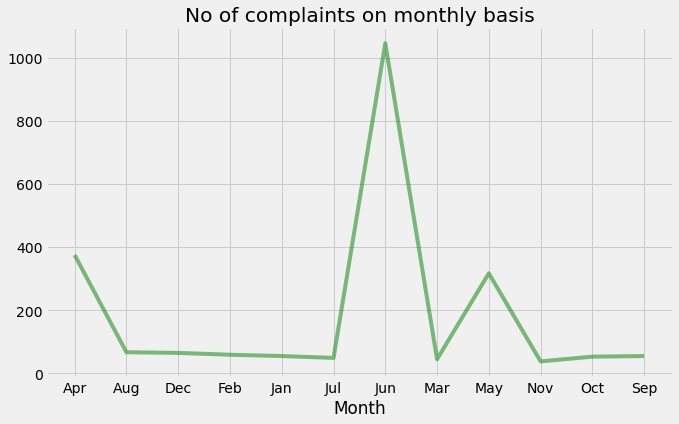 No of complaints on monthly basis
1000
800
600
400
200
0
Apr Aug Dec Feb Jan Jul Jun Mar May Nov Oct Sep
Month